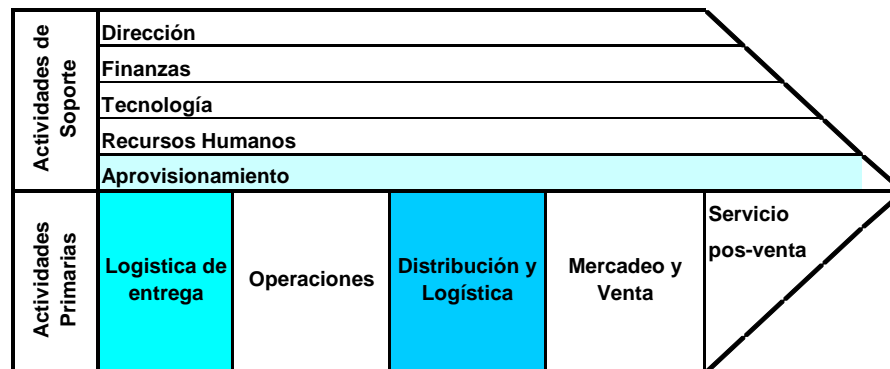 Actividades de
Soporte
Dirección
Finanzas
Tecnología
Recursos Humanos
Aprovisionamiento
Actividades
Primarias
Logistica de
entrega
Operaciones
Distribución y
Logística
Mercadeo y
Venta
Servicio
pos-venta